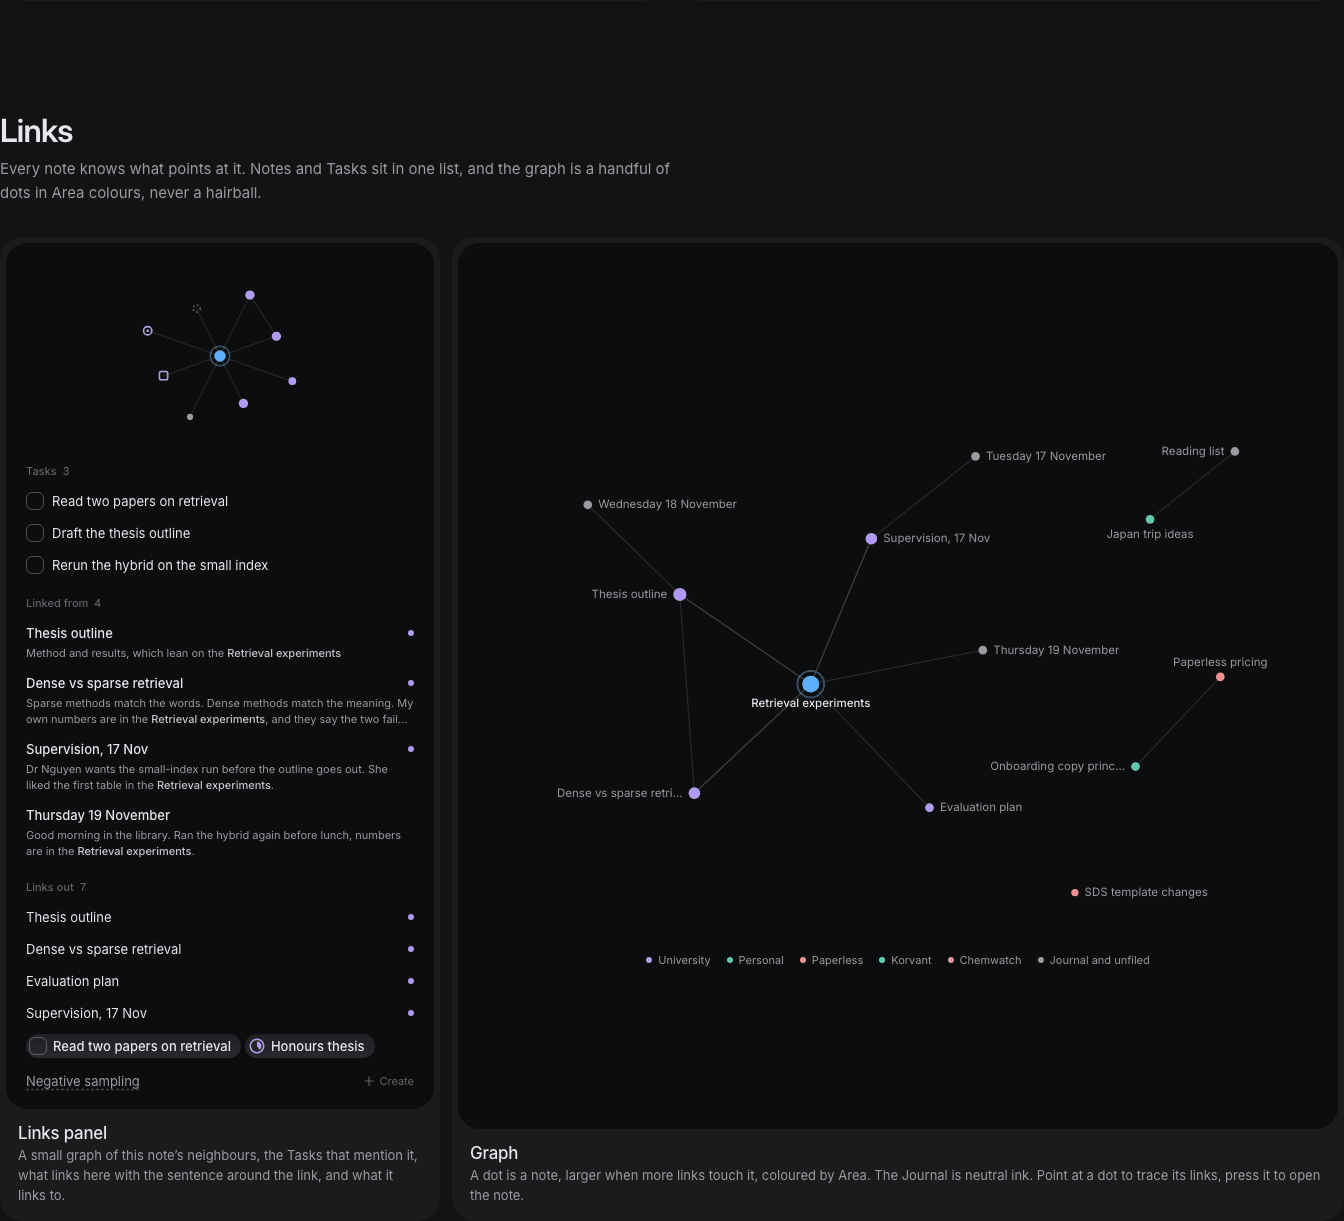 Links
Every note knows what points at it. Notes and Tasks sit in one list, and the graph is a handful of
dots in Area colours, never a hairball.
Tasks 3
Read two papers on retrieval
Draft the thesis outline
Rerun the hybrid on the small index
Linked from 4
Thesis outline
Method and results, which lean on the Retrieval experiments
Dense vs sparse retrieval
Sparse methods match the words. Dense methods match the meaning. My
own numbers are in the Retrieval experiments, and they say the two fail...
Supervision, 17 Nov
Dr Nguyen wants the small-index run before the outline goes out. She
liked the first table in the Retrieval experiments.
Thursday 19 November
Good morning in the library. Ran the hybrid again before lunch, numbers
are in the Retrieval experiments.
Links out 7
Thesis outline
Dense vs sparse retrieval
Evaluation plan
Supervision, 17 Nov
Read two papers on retrieval Honours thesis
Negative sampling + Create
Links panel
A small graph of this note's neighbours, the Tasks that mention it,
what links here with the sentence around the link, and what it
links to.
Tuesday 17 November
Reading list
Wednesday 18 November
Japan trip ideas
Supervision, 17 Nov
Thesis outline
Thursday 19 November
Paperless pricing
Retrieval experiments
Onboarding copy princ...
Dense vs sparse retri...
Evaluation plan
SDS template changes
University Personal Paperless Korvant Chemwatch Journal and unfiled
Graph
A dot is a note, larger when more links touch it, coloured by Area. The Journal is neutral ink. Point at a dot to trace its links, press it to open
the note.